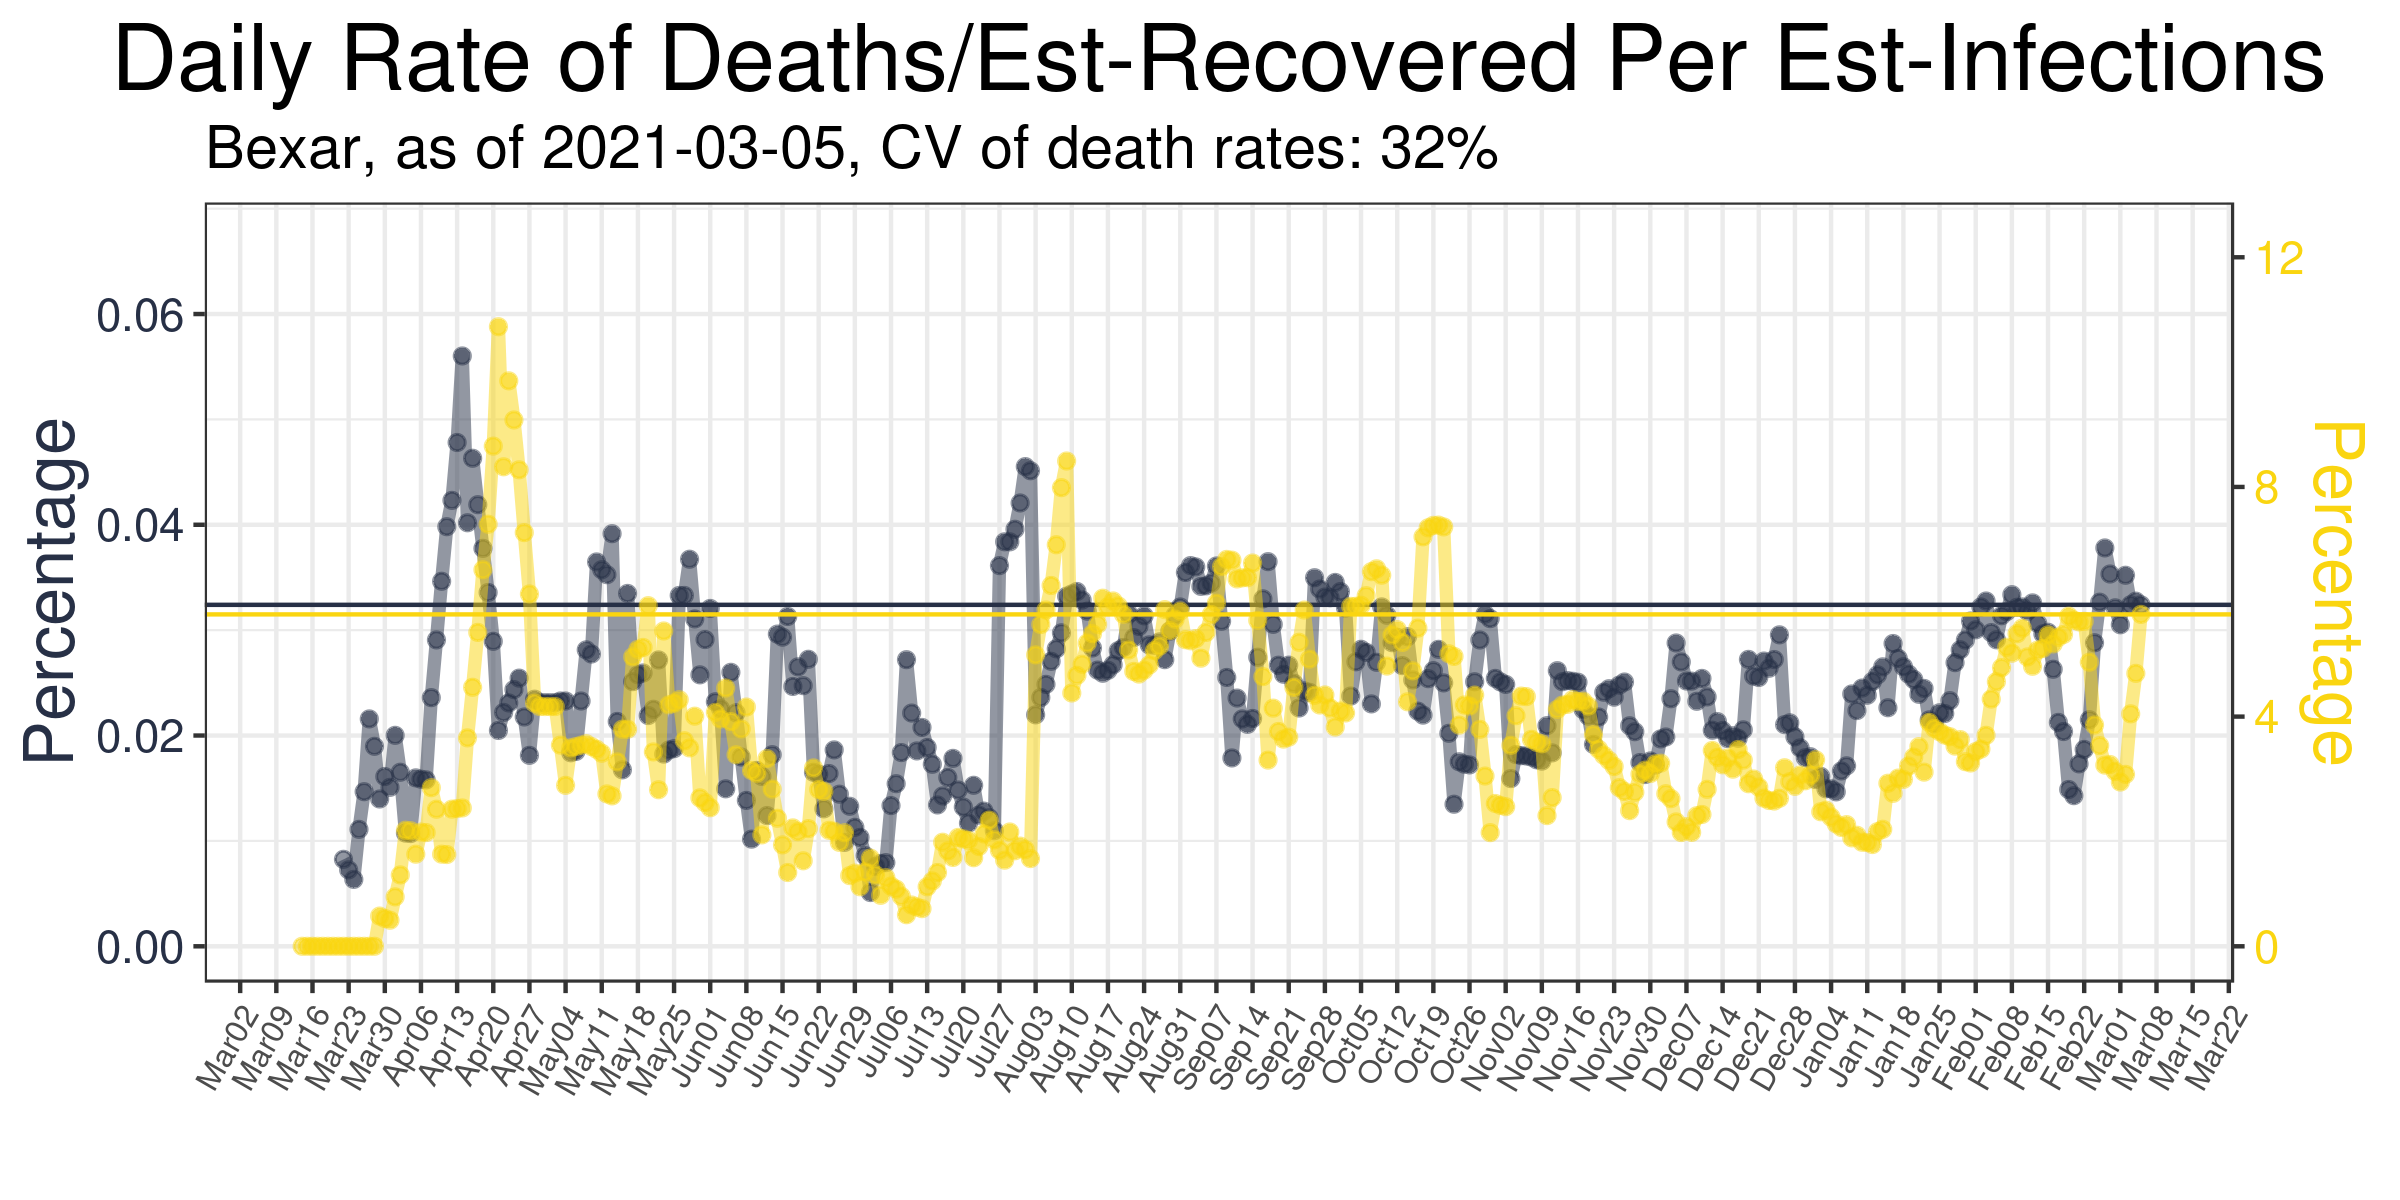 Daily Rate of Deaths/Est-Recovered Per Est-Infections
Bexar, as of 2021-03-05, CV of death rates: 32%
Percentage
0.06
0.04
0.02
0.00
12
8
4
0
Percentage
Mar02
Mar09
Mar16
Mar23
Mar30
Apr06
Apr13
Apr20
Apr27
May04
May11
May18
May25
Jun01
Jun08
Jun15
Jun22
Jun29
Jul06
Jul13
Jul20
Jul27
Aug03
Aug10
Aug17
Aug24
Aug31
Sep07
Sep14
Sep21
Sep28
Oct05
Oct12
Oct19
Oct26
Nov02
Nov09
Nov16
Nov23
Nov30
Dec07
Dec14
Dec21
Dec28
Jan04
Jan11
Jan18
Jan25
Feb01
Feb08
Feb15
Feb22
Mar01
Mar08
Mar15
Mar22